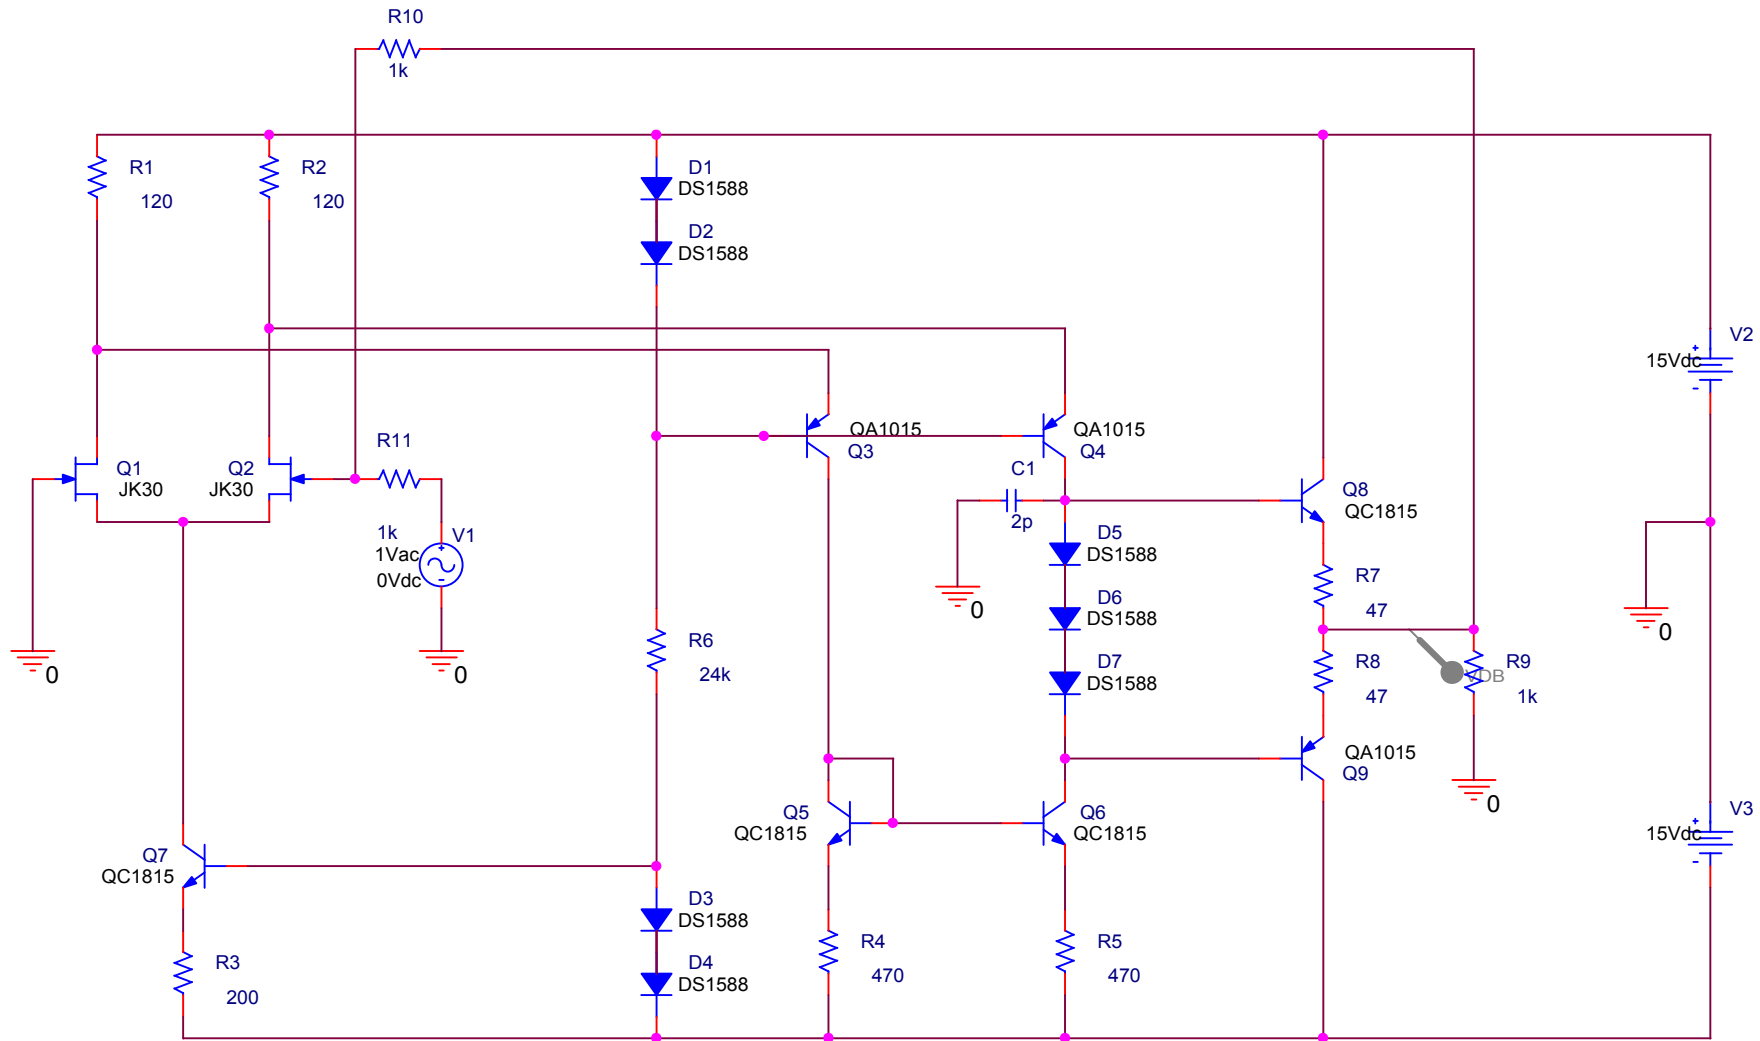 R10
1k
R1
120
R2
120
D1
DS1588
D2
DS1588
V2
15Vdc
+
-
QA1015
Q3
QA1015
Q4
R11
1k
Q1
JK30
Q2
JK30
C1
2p
Q8
QC1815
V1
1Vac
0Vdc
+
-
D5
DS1588
D6
DS1588
D7
DS1588
R7
47
R8
47
VDB
R9
1k
R6
24k
0
0
0
0
0
QA1015
Q9
Q5
QC1815
Q6
QC1815
V3
15Vdc
+
-
Q7
QC1815
D3
DS1588
D4
DS1588
R3
200
R4
470
R5
470